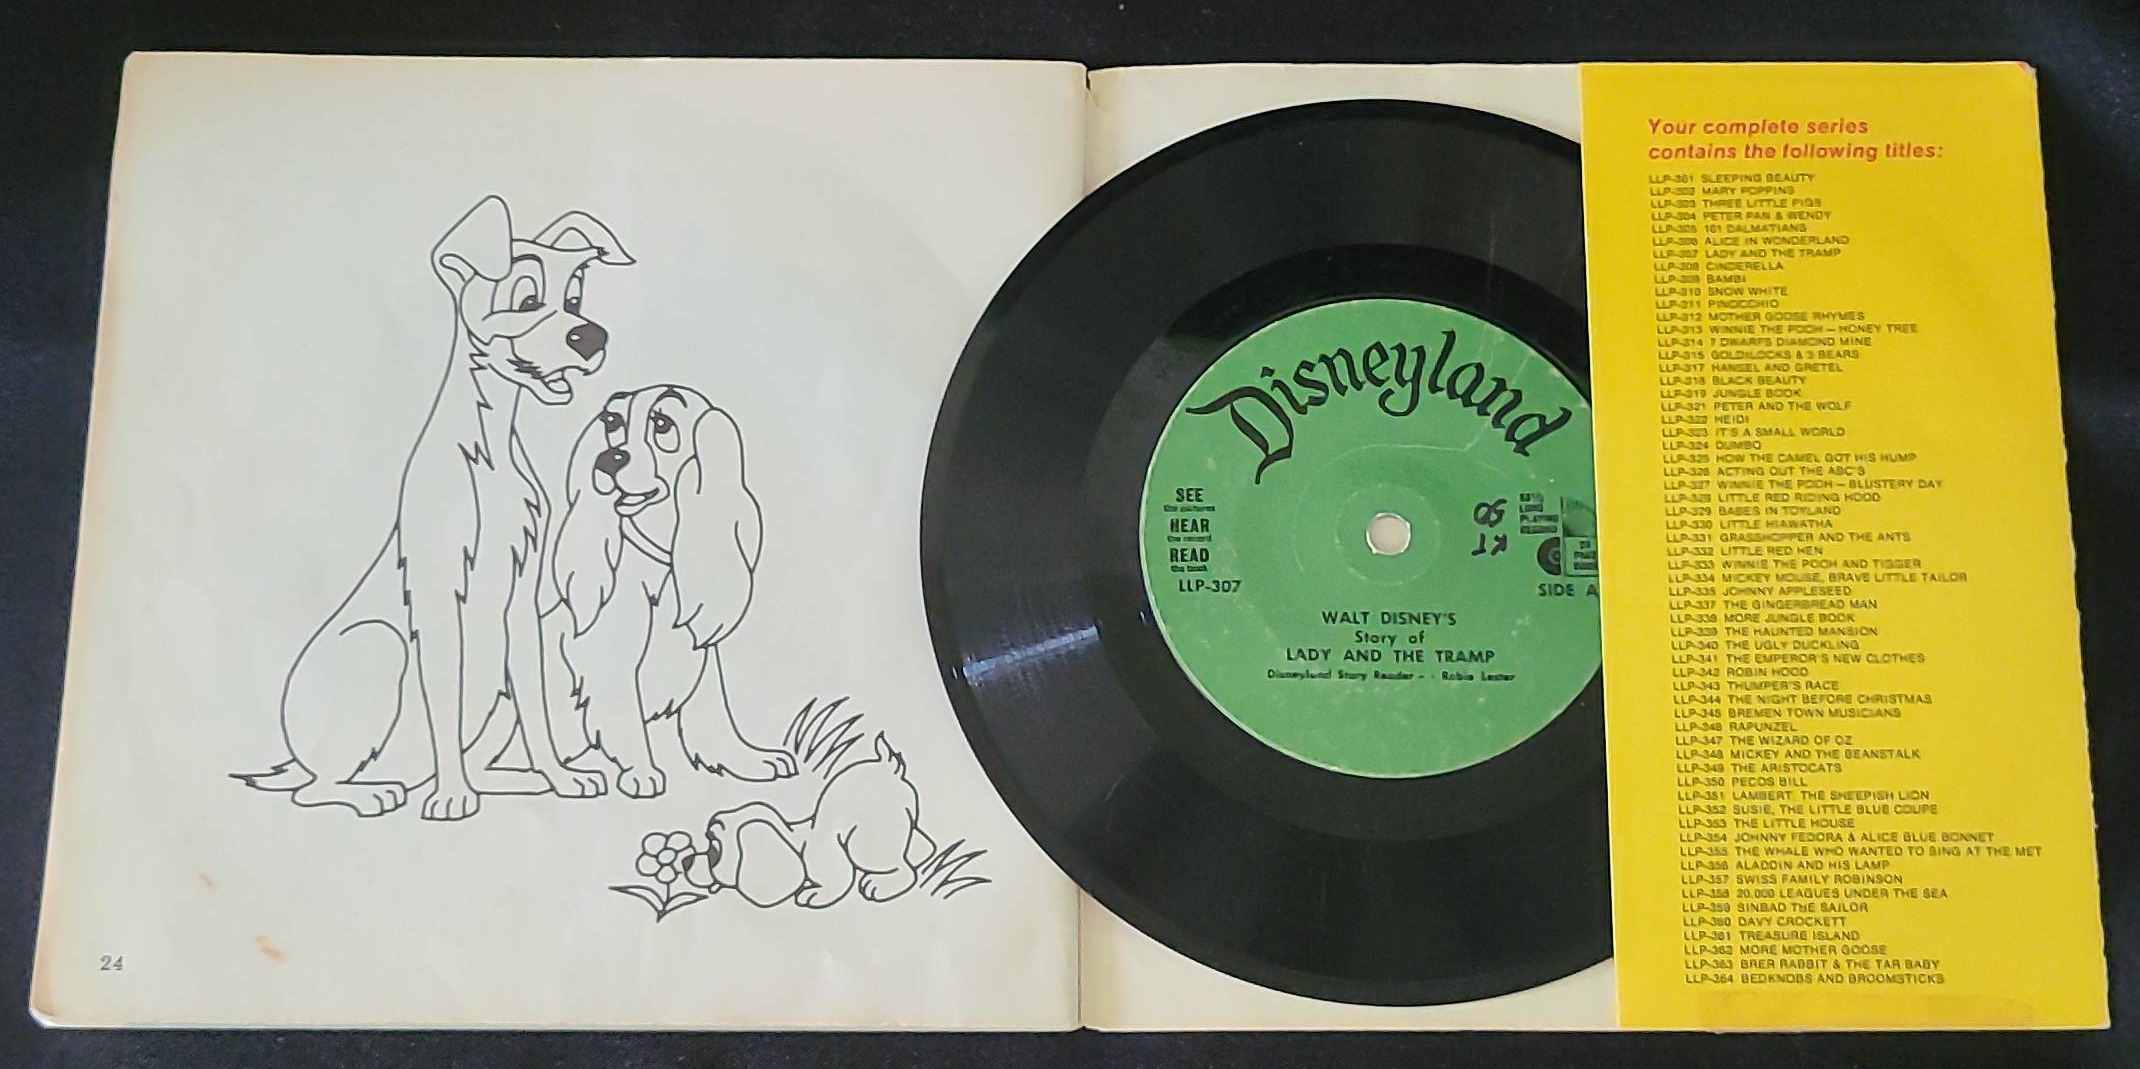 24
Disneyland
SEE
the pictures
HEAR
the record
READ
the book
LLP-307
SIDE A
WALT DISNEY'S
Story of
LADY AND THE TRAMP
Disneyland Story Reader - - Robie Lester
Your complete series
contains the following titles:
LLP-301 SLEEPING BEAUTY
LLP-302 MARY POPPINS
LLP-303 THREE LITTLE PIGS
LLP-304 PETER PAN & WENDY
LLP-305 101 DALMATIANS
LLP-306 ALICE IN WONDERLAND
LLP-307 LADY AND THE TRAMP
LLP-308 CINDERELLA
LLP-309 BAMBI
LLP-310 SNOW WHITE
LLP-311 PINOCCHIO
LLP-312 MOTHER GOOSE RHYMES
LLP-313 WINNIE THE POOH – HONEY TREE
LLP-314 7 DWARFS DIAMOND MINE
LLP-315 GOLDILOCKS & 3 BEARS
LLP-317 HANSEL AND GRETEL
LLP-318 BLACK BEAUTY
LLP-319 JUNGLE BOOK
LLP-321 PETER AND THE WOLF
LLP-322 HEIDI
LLP-323 IT'S A SMALL WORLD
LLP-324 DUMBO
LLP-325 HOW THE CAMEL GOT HIS HUMP
LLP-326 ACTING OUT THE ABC'S
LLP-327 WINNIE THE POOH – BLUSTERY DAY
LLP-328 LITTLE RED RIDING HOOD
LLP-329 BABES IN TOYLAND
LLP-330 LITTLE HIAWATHA
LLP-331 GRASSHOPPER AND THE ANTS
LLP-332 LITTLE RED HEN
LLP-333 WINNIE THE POOH AND TIGGER
LLP-334 MICKEY MOUSE, BRAVE LITTLE TAILOR
LLP-335 JOHNNY APPLESEED
LLP-337 THE GINGERBREAD MAN
LLP-338 MORE JUNGLE BOOK
LLP-339 THE HAUNTED MANSION
LLP-340 THE UGLY DUCKLING
LLP-341 THE EMPEROR'S NEW CLOTHES
LLP-342 ROBIN HOOD
LLP-343 THUMPER'S RACE
LLP-344 THE NIGHT BEFORE CHRISTMAS
LLP-345 BREMEN TOWN MUSICIANS
LLP-346 RAPUNZEL
LLP-347 THE WIZARD OF OZ
LLP-348 MICKEY AND THE BEANSTALK
LLP-349 THE ARISTOCATS
LLP-350 PECOS BILL
LLP-351 LAMBERT, THE SHEEPISH LION
LLP-352 SUSIE, THE LITTLE BLUE COUPE
LLP-353 THE LITTLE HOUSE
LLP-354 JOHNNY FEDORA & ALICE BLUE BONNET
LLP-355 THE WHALE WHO WANTED TO SING AT THE MET
LLP-356 ALADDIN AND HIS LAMP
LLP-357 SWISS FAMILY ROBINSON
LLP-358 20,000 LEAGUES UNDER THE SEA
LLP-359 SINBAD THE SAILOR
LLP-360 DAVY CROCKETT
LLP-361 TREASURE ISLAND
LLP-362 MORE MOTHER GOOSE
LLP-363 BRER RABBIT & THE TAR BABY
LLP-364 BEDKNOBS AND BROOMSTICKS